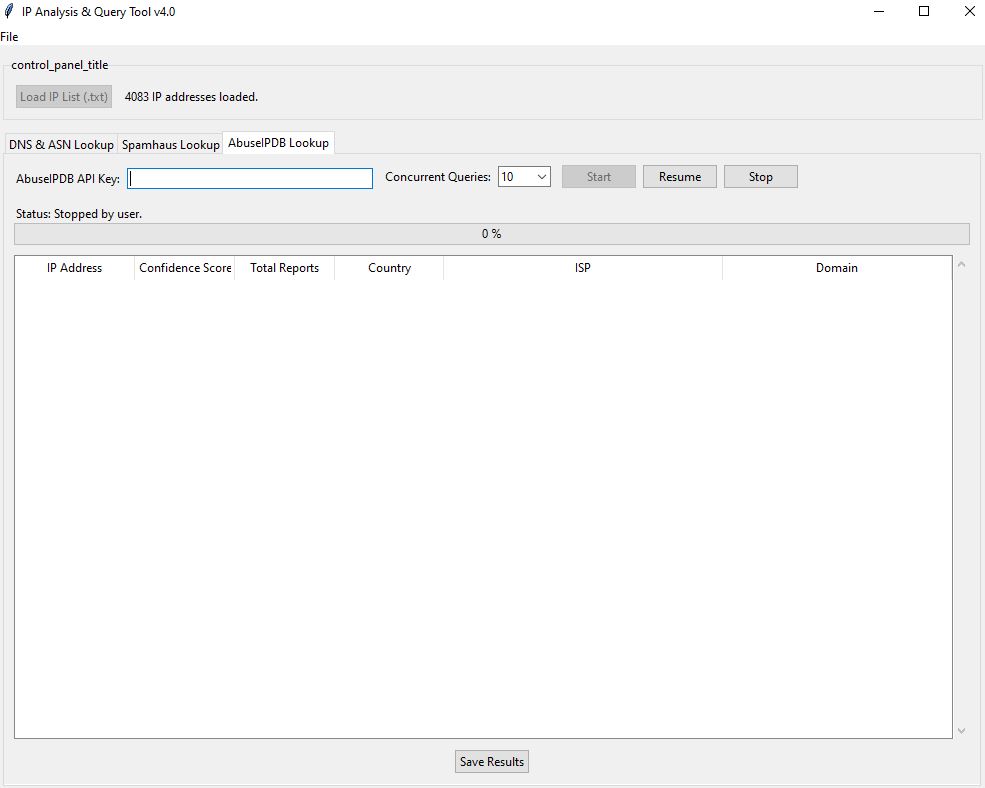 IP Analysis & Query Tool v4.0
File
control_panel_title
Load IP List (.txt) 4083 IP addresses loaded.
DNS & ASN Lookup Spamhaus Lookup AbuseIPDB Lookup
AbuseIPDB API Key: Concurrent Queries: 10 Start Resume Stop
Status: Stopped by user.
0 %
IP Address Confidence Score Total Reports Country ISP Domain
Save Results